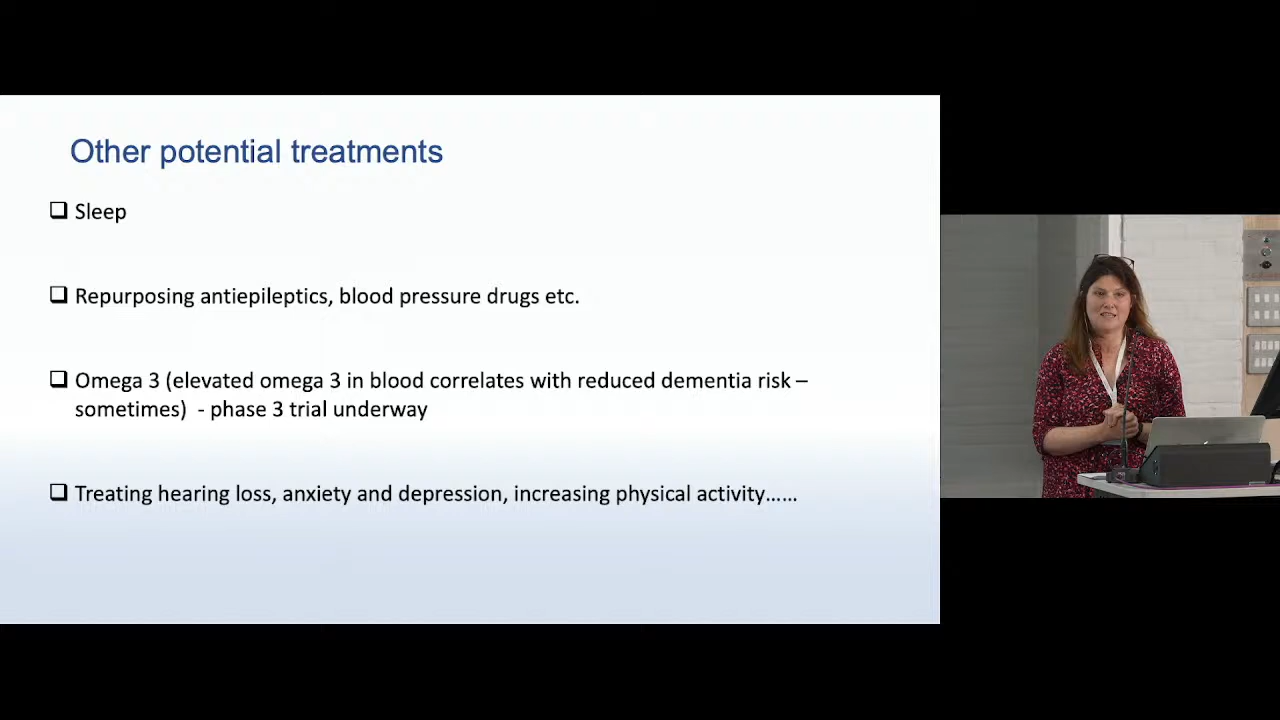 Other potential treatments
Sleep
Repurposing antiepileptics, blood pressure drugs etc.
Omega 3 (elevated omega 3 in blood correlates with reduced dementia risk –
sometimes)  - phase 3 trial underway
Treating hearing loss, anxiety and depression, increasing physical activity……